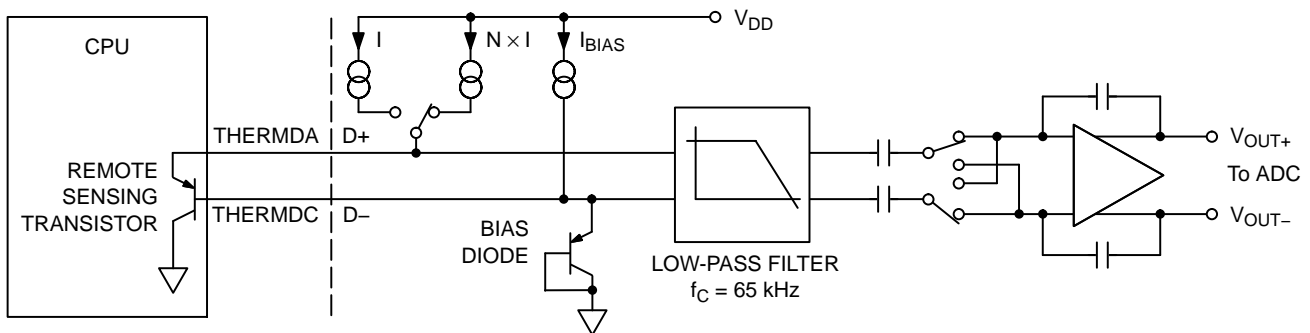 CPU
I
N × I
I_BIAS
V_DD
THERMDA
D+
REMOTE
SENSING
TRANSISTOR
THERMDC
D−
BIAS
DIODE
LOW-PASS FILTER
f_C = 65 kHz
V_OUT+
To ADC
V_OUT−